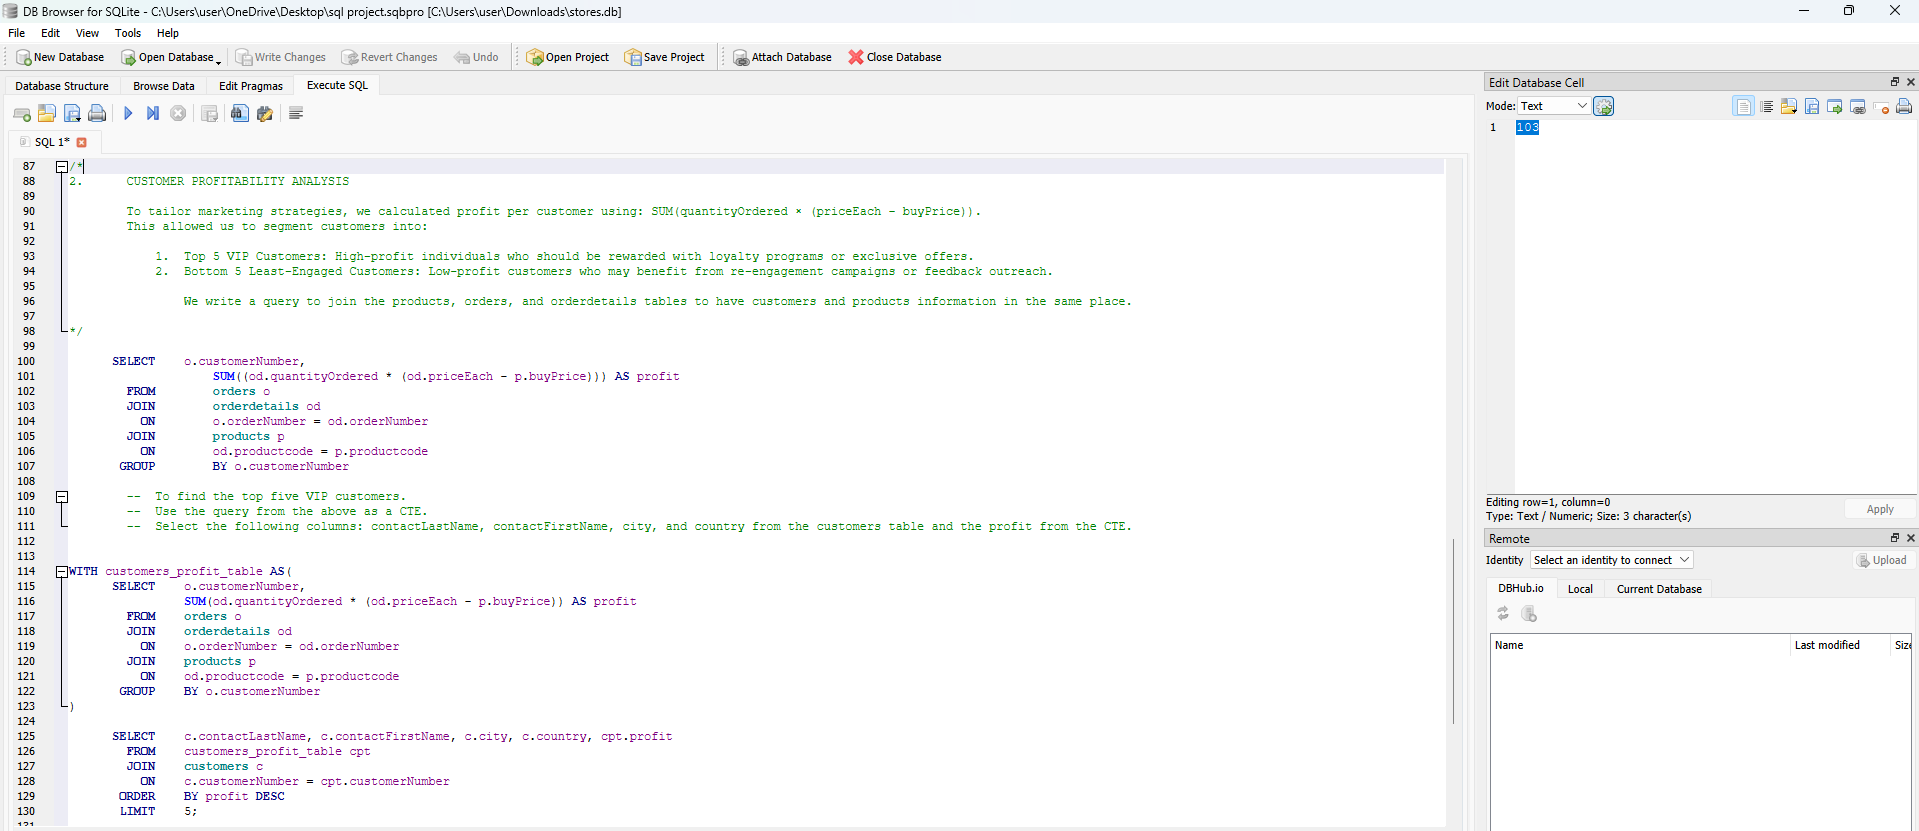 DB Browser for SQLite - C:\Users\user\OneDrive\Desktop\sql project.sqbpro [C:\Users\user\Downloads\stores.db]
File Edit View Tools Help
New Database Open Database Write Changes Revert Changes Undo Open Project Save Project Attach Database Close Database
Database Structure Browse Data Edit Pragmas Execute SQL
SQL 1*
87 /*
88 2. CUSTOMER PROFITABILITY ANALYSIS
89
90 To tailor marketing strategies, we calculated profit per customer using: SUM(quantityOrdered × (priceEach - buyPrice)).
91 This allowed us to segment customers into:
92
93 1. Top 5 VIP Customers: High-profit individuals who should be rewarded with loyalty programs or exclusive offers.
94 2. Bottom 5 Least-Engaged Customers: Low-profit customers who may benefit from re-engagement campaigns or feedback outreach.
95
96 We write a query to join the products, orders, and orderdetails tables to have customers and products information in the same place.
97
98 */
99
100 SELECT o.customerNumber,
101 SUM((od.quantityOrdered * (od.priceEach - p.buyPrice))) AS profit
102 FROM orders o
103 JOIN orderdetails od
104 ON o.orderNumber = od.orderNumber
105 JOIN products p
106 ON od.productcode = p.productcode
107 GROUP BY o.customerNumber
108
109 -- To find the top five VIP customers.
110 -- Use the query from the above as a CTE.
111 -- Select the following columns: contactLastName, contactFirstName, city, and country from the customers table and the profit from the CTE.
112
113
114 WITH customers_profit_table AS(
115 SELECT o.customerNumber,
116 SUM(od.quantityOrdered * (od.priceEach - p.buyPrice)) AS profit
117 FROM orders o
118 JOIN orderdetails od
119 ON o.orderNumber = od.orderNumber
120 JOIN products p
121 ON od.productcode = p.productcode
122 GROUP BY o.customerNumber
123 )
124
125 SELECT c.contactLastName, c.contactFirstName, c.city, c.country, cpt.profit
126 FROM customers_profit_table cpt
127 JOIN customers c
128 ON c.customerNumber = cpt.customerNumber
129 ORDER BY profit DESC
130 LIMIT 5;
131
Edit Database Cell
Mode: Text
1 103
Editing row=1, column=0
Type: Text / Numeric; Size: 3 character(s)
Apply
Remote
Identity Select an identity to connect Upload
DBHub.io Local Current Database
Name Last modified Size